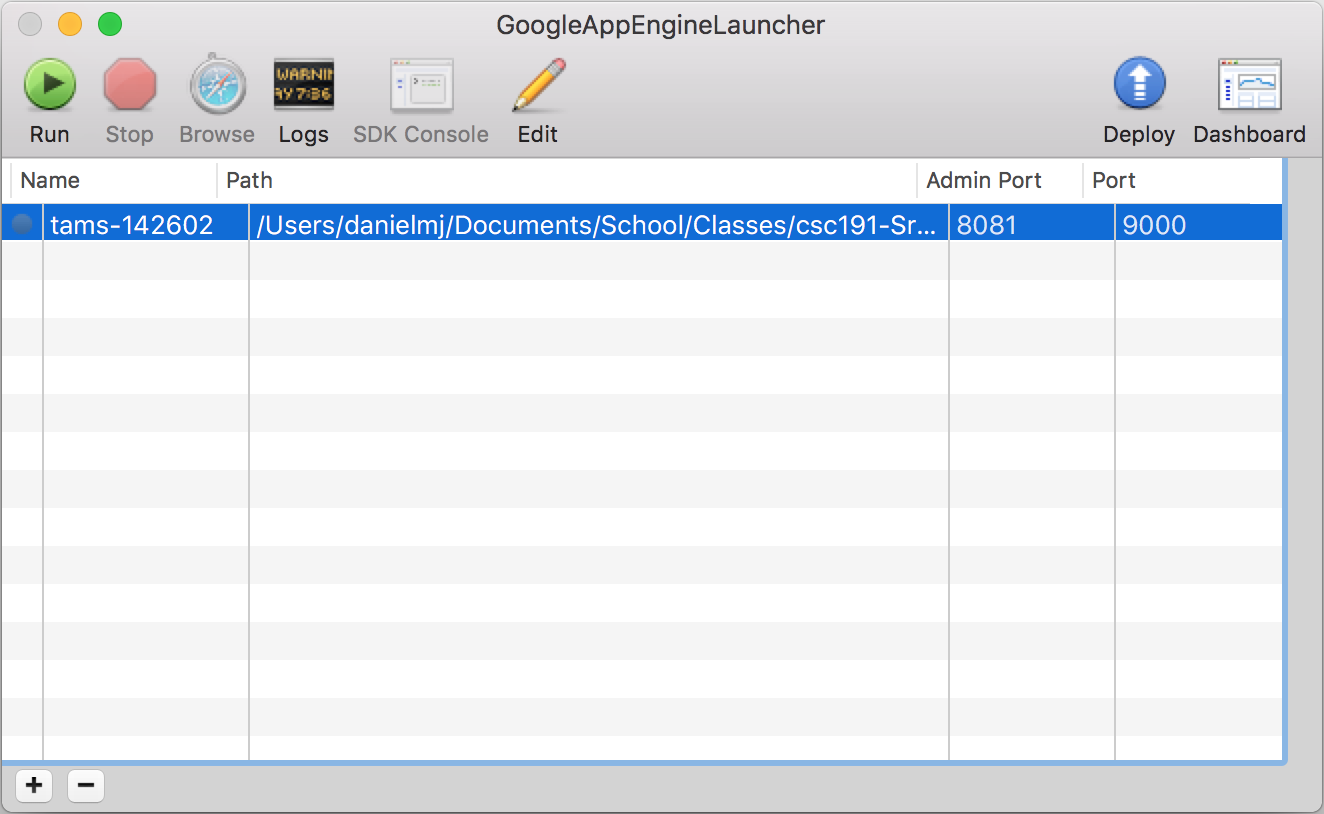 GoogleAppEngineLauncher
WARNIN
AY 7:36
Run Stop Browse Logs SDK Console Edit Deploy Dashboard
Name Path Admin Port Port
tams-142602 /Users/danielmj/Documents/School/Classes/csc191-Sr... 8081 9000